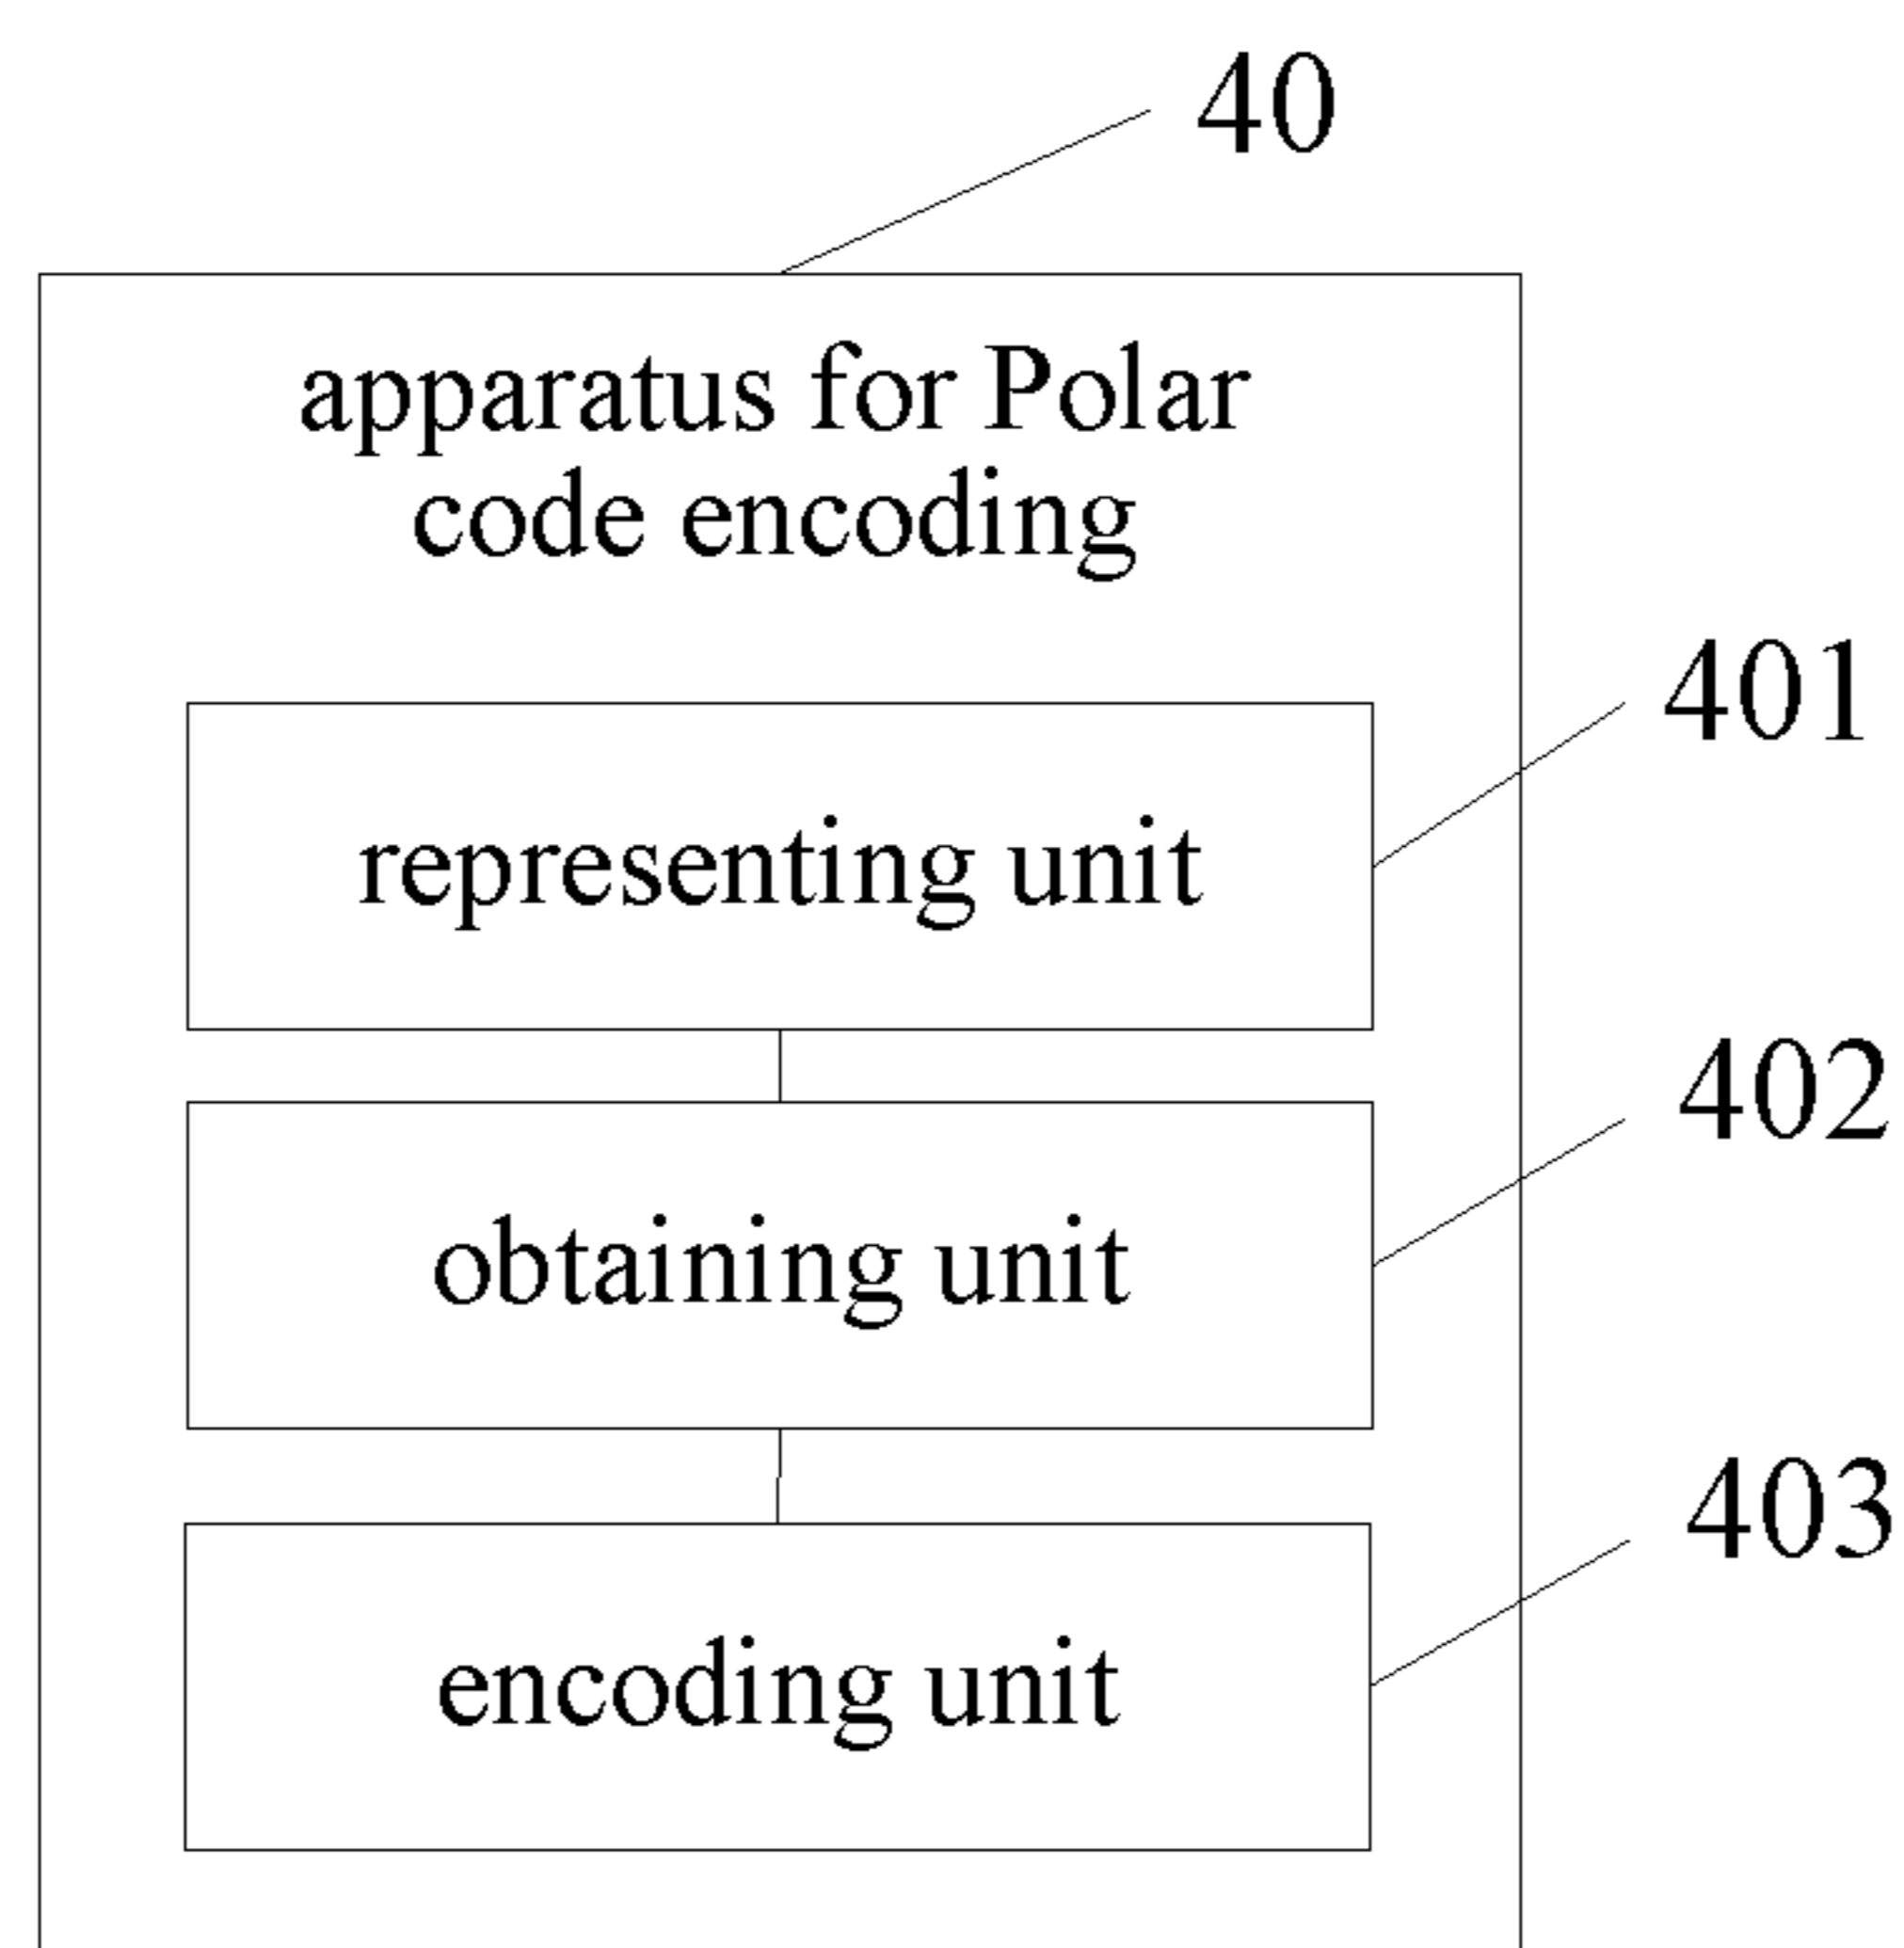 40
apparatus for Polar
code encoding
401
representing unit
402
obtaining unit
403
encoding unit